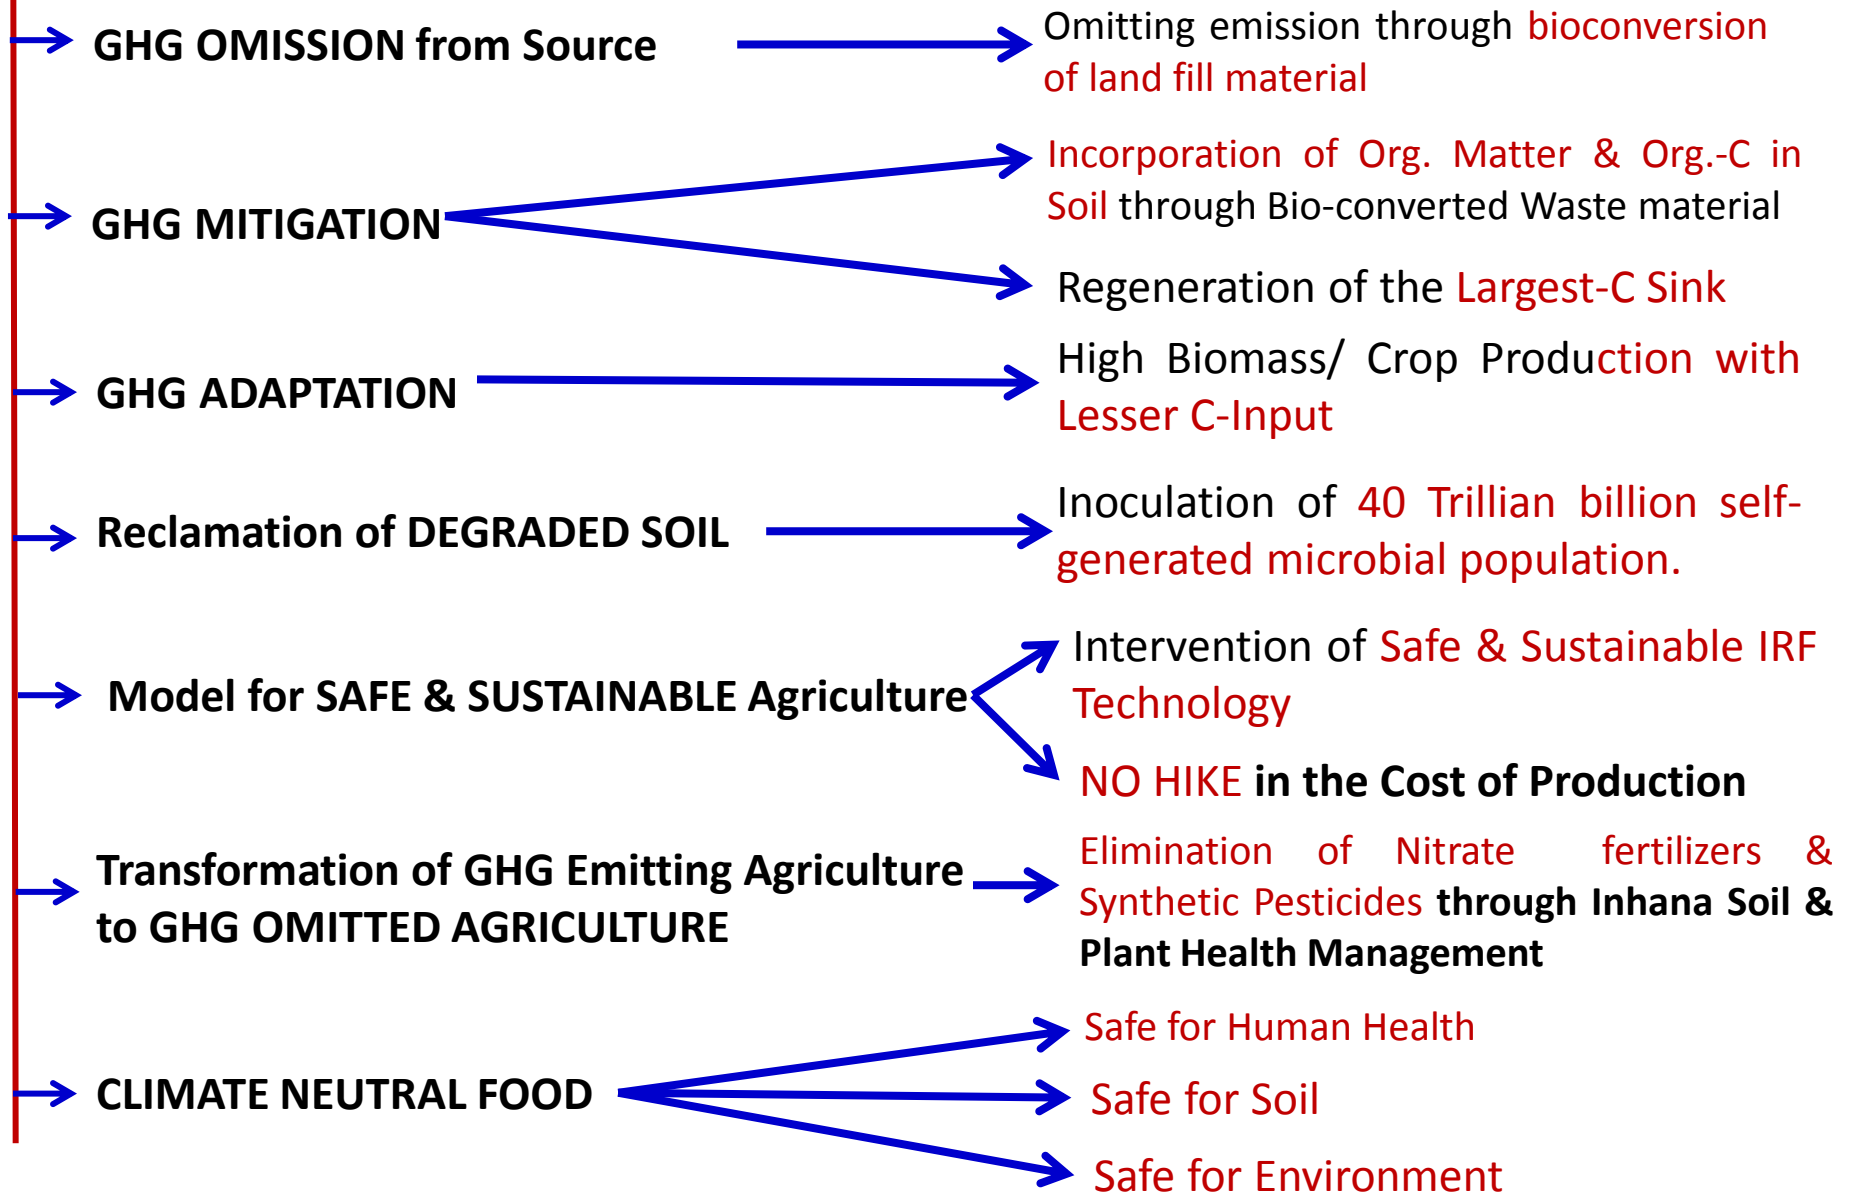 GHG OMISSION from Source
Omitting emission through bioconversion
of land fill material
GHG MITIGATION
Incorporation of Org. Matter & Org.-C in
Soil through Bio-converted Waste material
Regeneration of the Largest-C Sink
GHG ADAPTATION
High Biomass/ Crop Production with
Lesser C-Input
Reclamation of DEGRADED SOIL
Inoculation of 40 Trillian billion self-
generated microbial population.
Model for SAFE & SUSTAINABLE Agriculture
Intervention of Safe & Sustainable IRF
Technology
NO HIKE in the Cost of Production
Transformation of GHG Emitting Agriculture
to GHG OMITTED AGRICULTURE
Elimination of Nitrate fertilizers &
Synthetic Pesticides through Inhana Soil &
Plant Health Management
CLIMATE NEUTRAL FOOD
Safe for Human Health
Safe for Soil
Safe for Environment